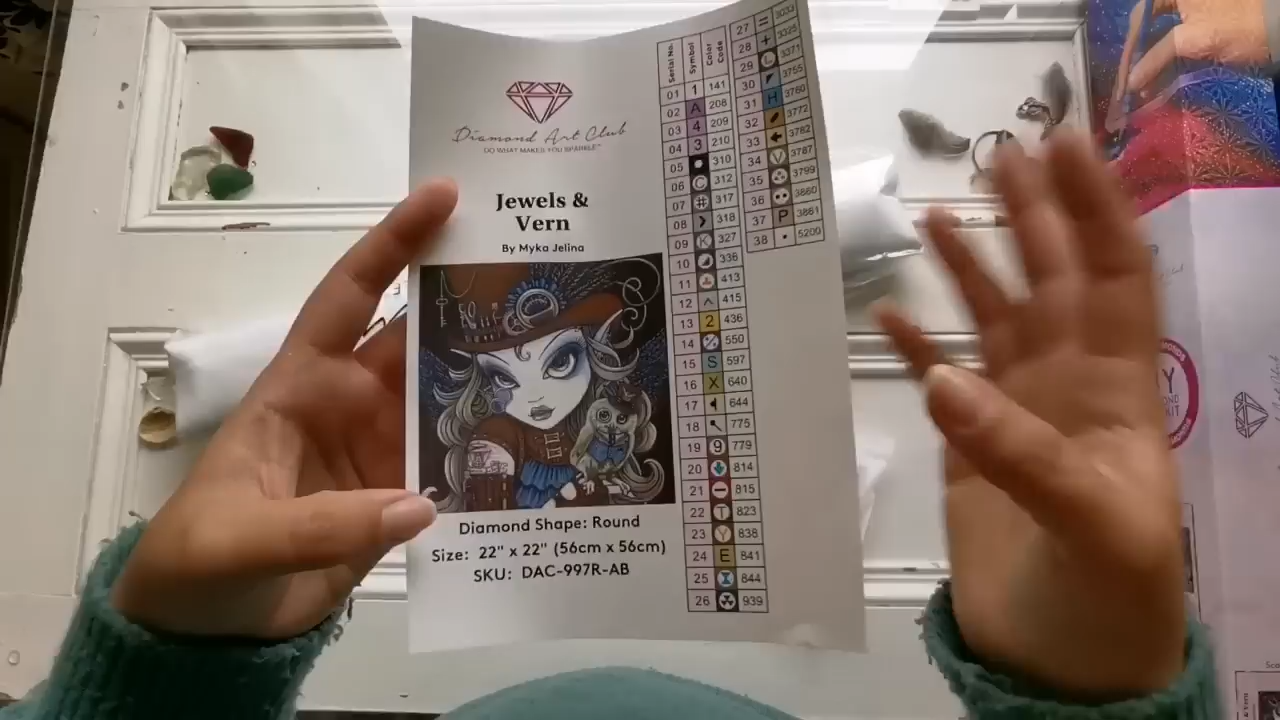 Diamond Art Club
DO WHAT MAKES YOU SPARKLE™
Jewels &
Vern
By Myka Jelina
Diamond Shape: Round
Size: 22" x 22" (56cm x 56cm)
SKU: DAC-997R-AB
Serial No. Symbol Color Code
01 1 141
02 A 208
03 4 209
04 3 210
05 310
06 C 312
07 # 317
08 318
09 K 327
10 336
11 413
12 ^ 415
13 2 436
14 550
15 S 597
16 X 640
17 644
18 775
19 9 779
20 814
21 815
22 T 823
23 Y 838
24 E 841
25 844
26 939
27 = 3033
28 + 3325
29 L 3371
30 3755
31 H 3760
32 3772
33 3782
34 V 3787
35 3799
36 3860
37 P 3861
38 5200